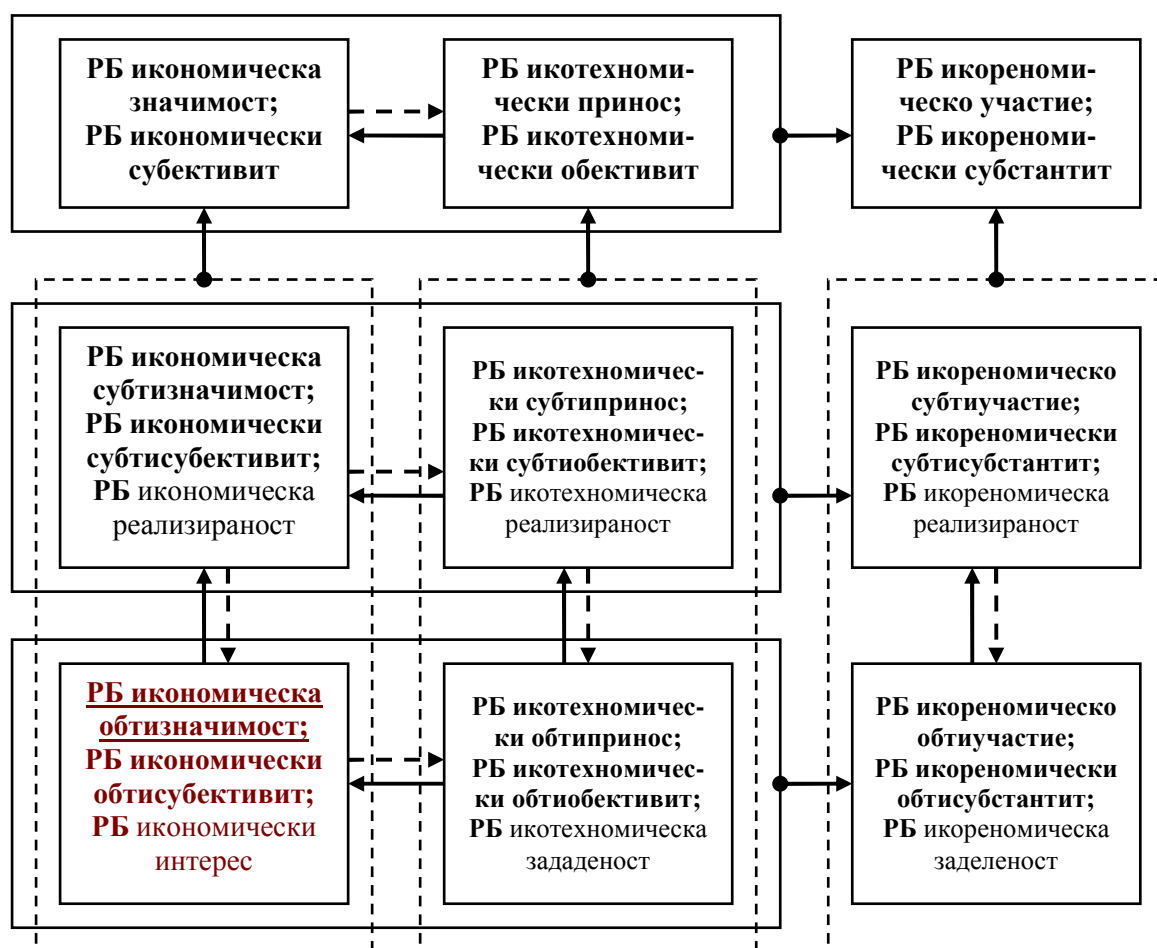 РБ икономическа
значимост;
РБ икономически
субективит
РБ икотехноми-
чески принос;
РБ икотехноми-
чески обективит
РБ икореноми-
ческо участие;
РБ икореноми-
чески субстантит
РБ икономическа
субтизначимост;
РБ икономически
субтисубективит;
РБ икономическа
реализираност
РБ икотехномичес-
ки субтипринос;
РБ икотехномичес-
ки субтиобективит;
РБ икотехномическа
реализираност
РБ икореномическо
субтиучастие;
РБ икореномически
субтисубстантит;
РБ икореномическа
реализираност
РБ икономическа
обтизначимост;
РБ икономически
обтисубективит;
РБ икономически
интерес
РБ икотехномичес-
ки обтипринос;
РБ икотехномичес-
ки обтиобективит;
РБ икотехномическа
зададеност
РБ икореномическо
обтиучастие;
РБ икореномически
обтисубстантит;
РБ икореномическа
заделеност